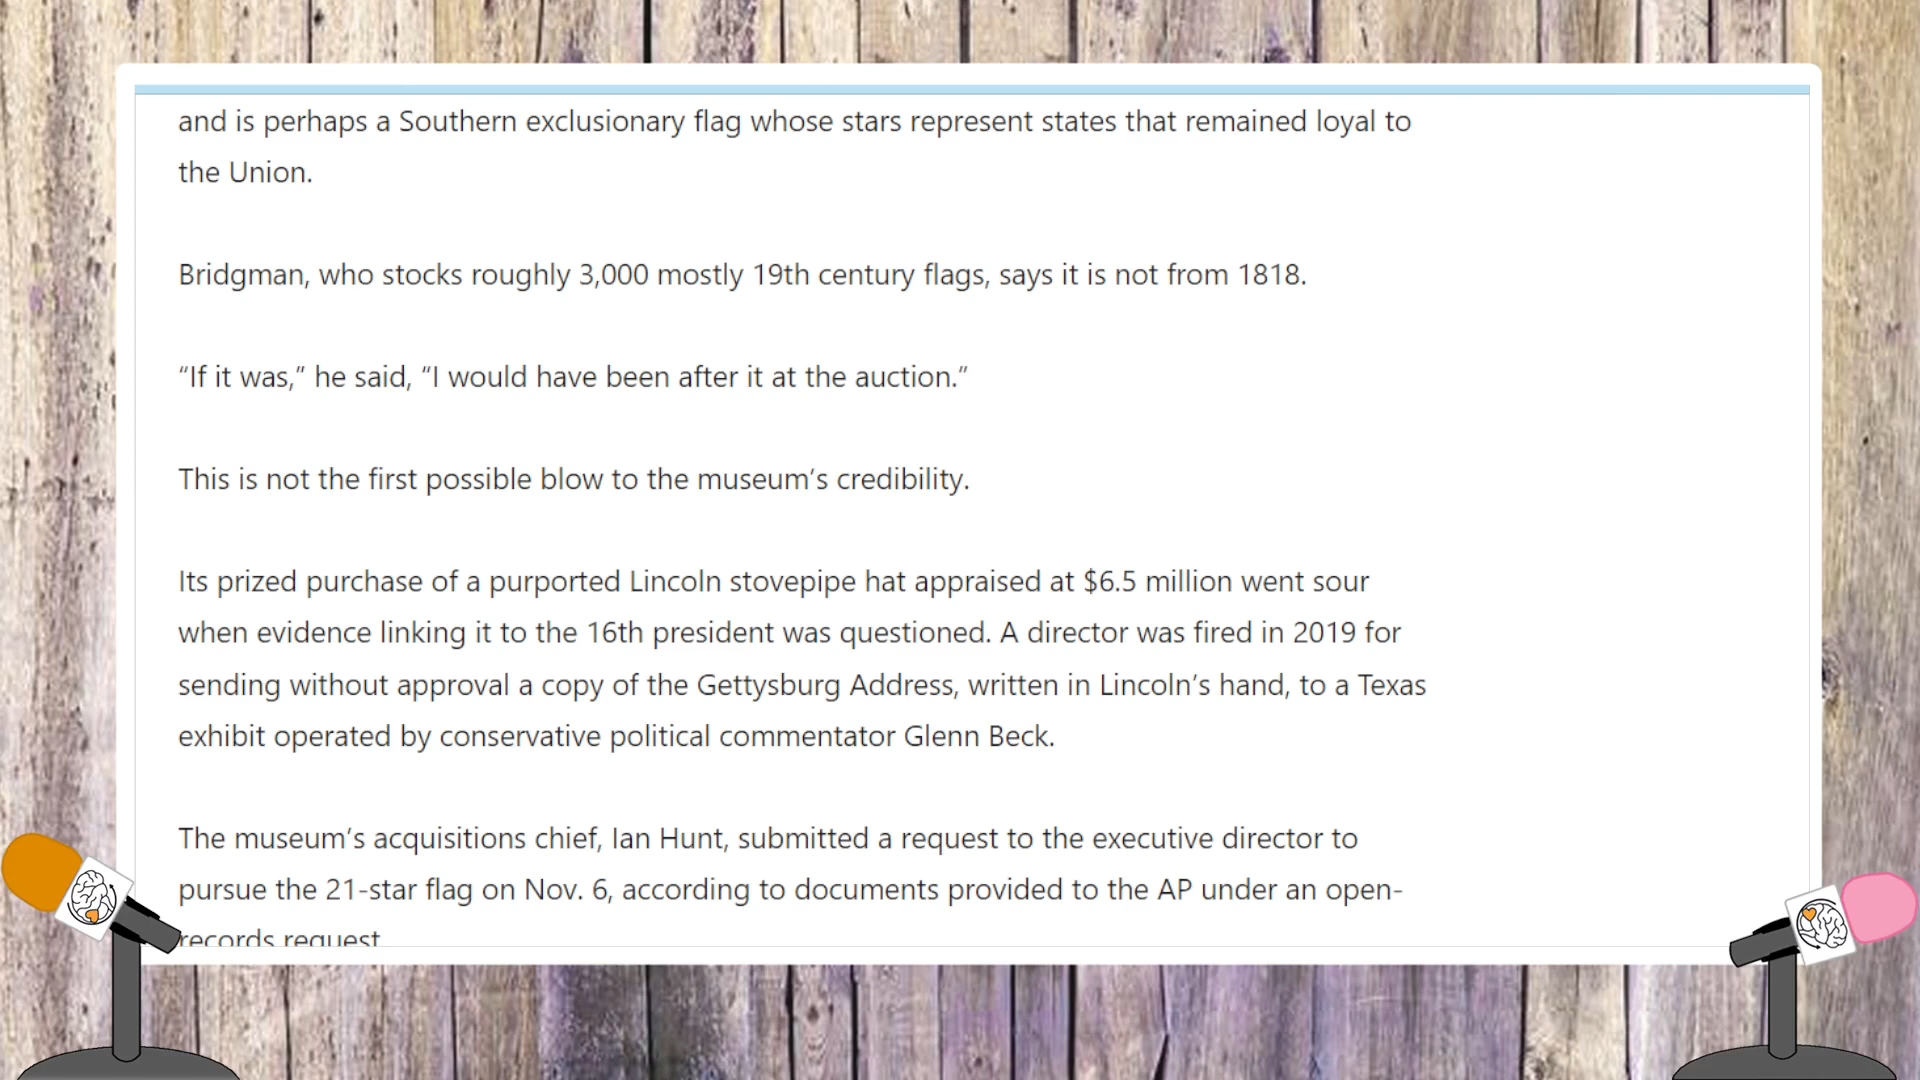 and is perhaps a Southern exclusionary flag whose stars represent states that remained loyal to
the Union.
Bridgman, who stocks roughly 3,000 mostly 19th century flags, says it is not from 1818.
“If it was,” he said, “I would have been after it at the auction.”
This is not the first possible blow to the museum’s credibility.
Its prized purchase of a purported Lincoln stovepipe hat appraised at $6.5 million went sour
when evidence linking it to the 16th president was questioned. A director was fired in 2019 for
sending without approval a copy of the Gettysburg Address, written in Lincoln’s hand, to a Texas
exhibit operated by conservative political commentator Glenn Beck.
The museum’s acquisitions chief, Ian Hunt, submitted a request to the executive director to
pursue the 21-star flag on Nov. 6, according to documents provided to the AP under an open-
records request